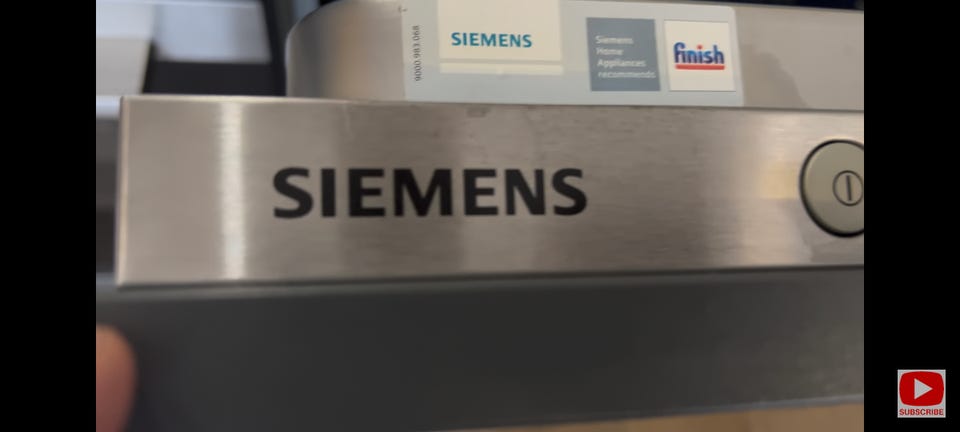 9000.983.068
SIEMENS
Siemens
Home
Appliances
recommends
finish
SIEMENS
SUBSCRIBE